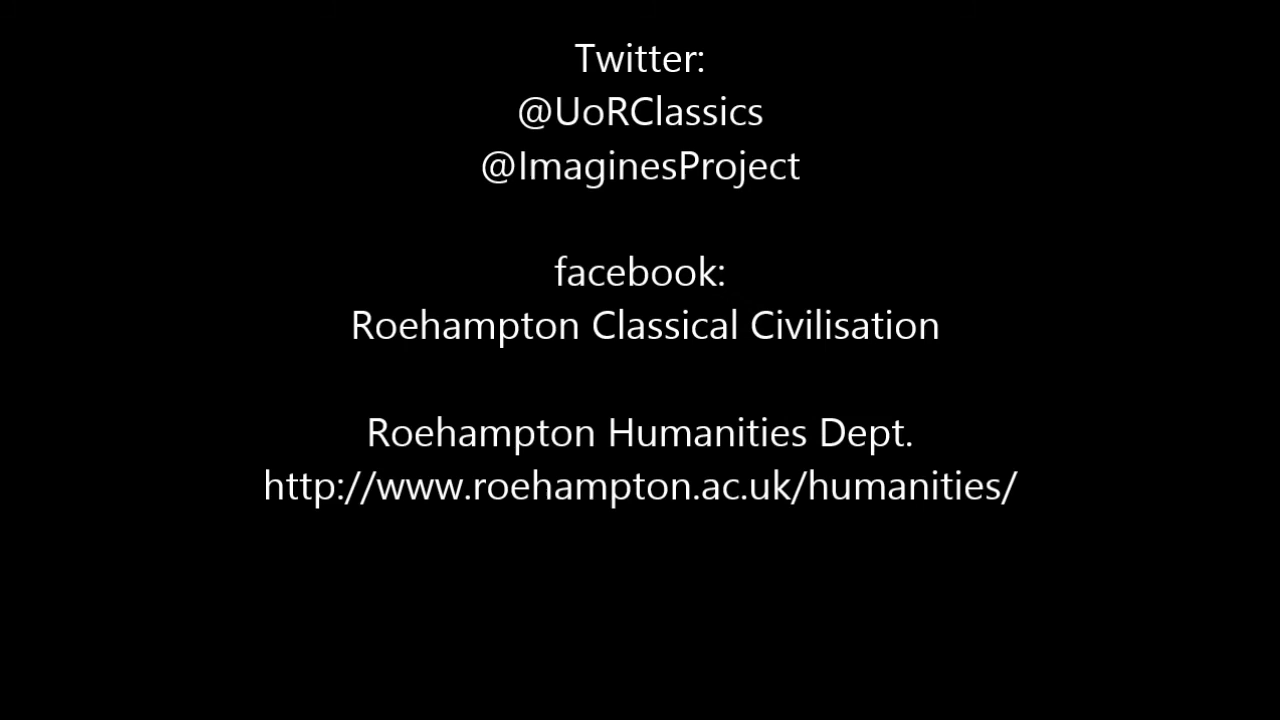 Twitter:
@UoRClassics
@ImaginesProject
facebook:
Roehampton Classical Civilisation
Roehampton Humanities Dept.
http://www.roehampton.ac.uk/humanities/